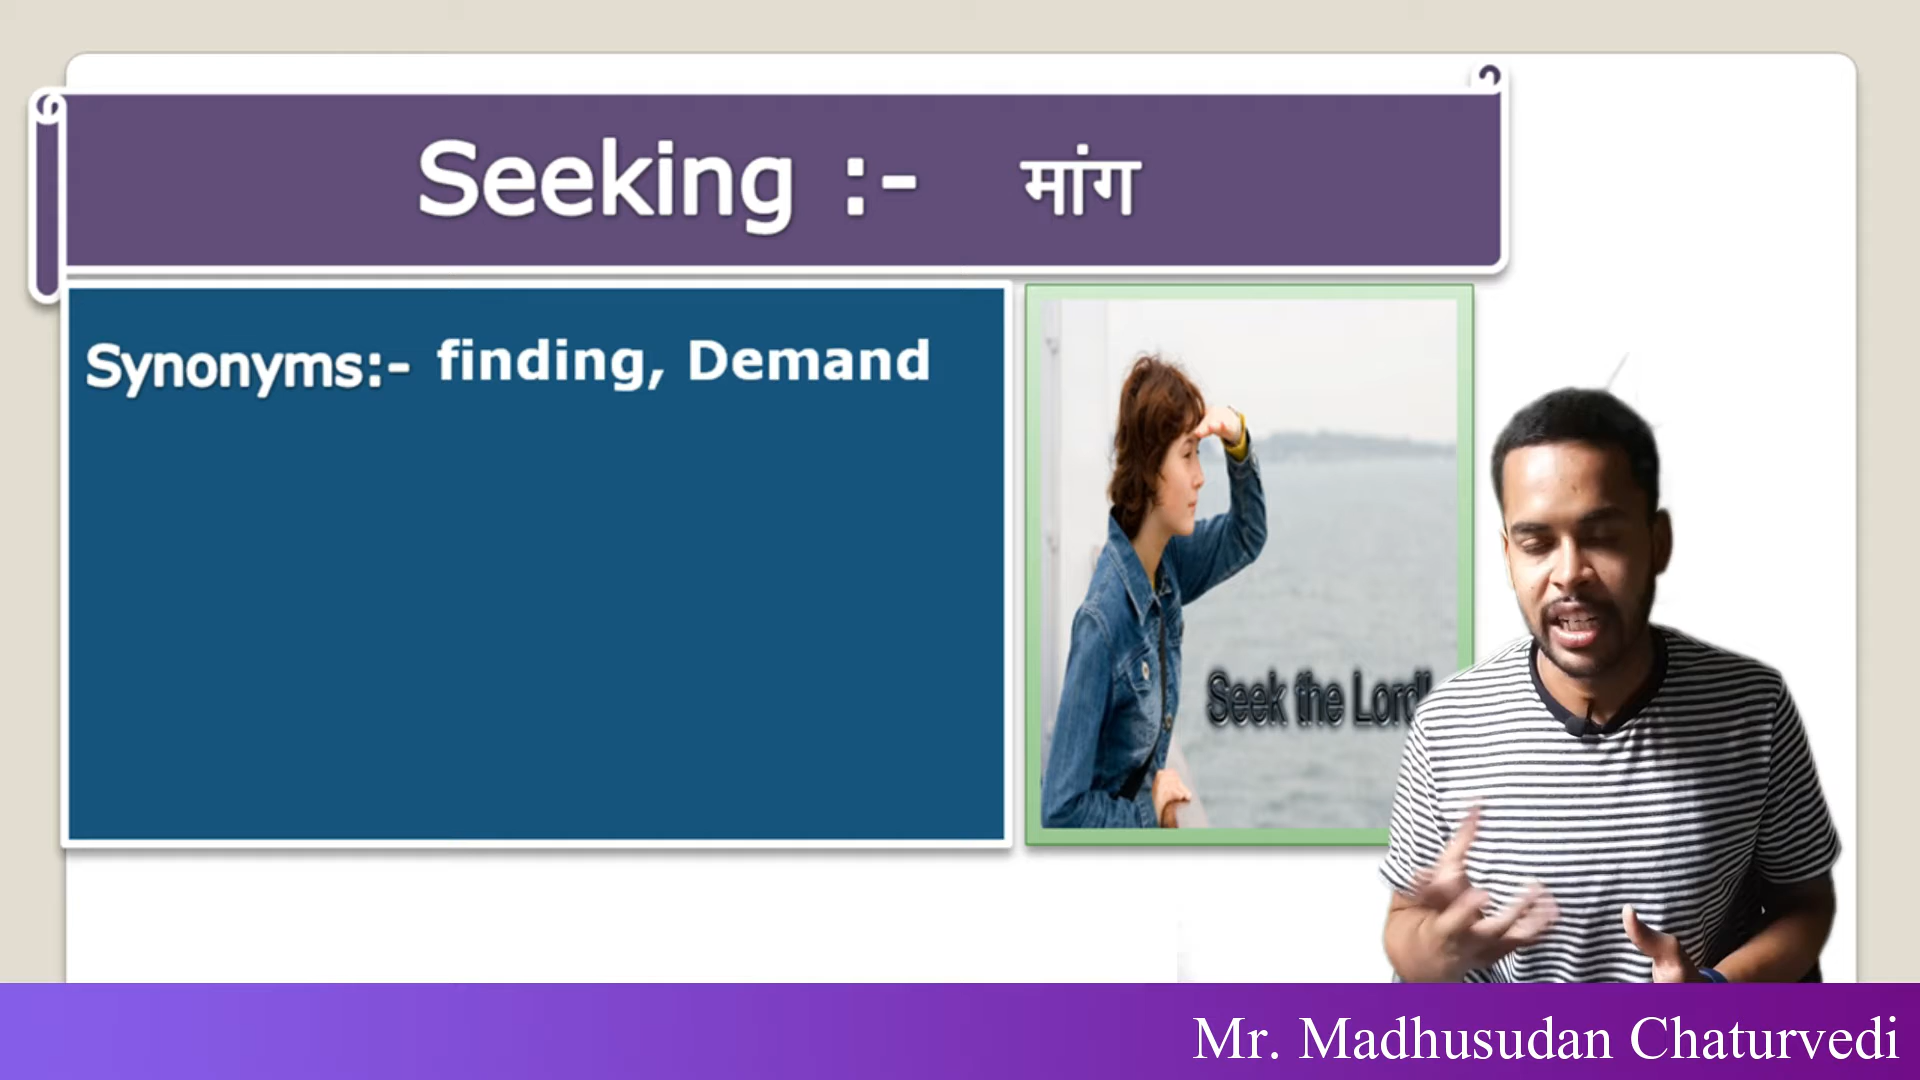 Seeking :- मांग
Synonyms:- finding, Demand
Seek the Lord!
Mr. Madhusudan Chaturvedi